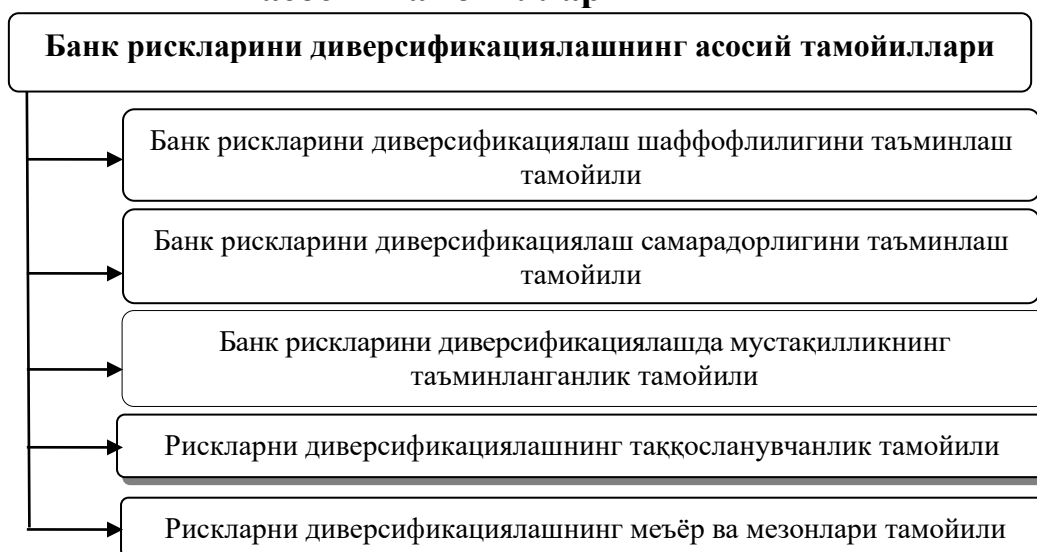 Банк рискларини диверсификациялашнинг асосий тамойиллари
Банк рискларини диверсификациялаш шаффофлилигини таъминлаш
тамойили
Банк рискларини диверсификациялаш самарадорлигини таъминлаш
тамойили
Банк рискларини диверсификациялашда мустақилликнинг
таъминланганлик тамойили
Рискларни диверсификациялашнинг таққосланувчанлик тамойили
Рискларни диверсификациялашнинг меъёр ва мезонлари тамойили